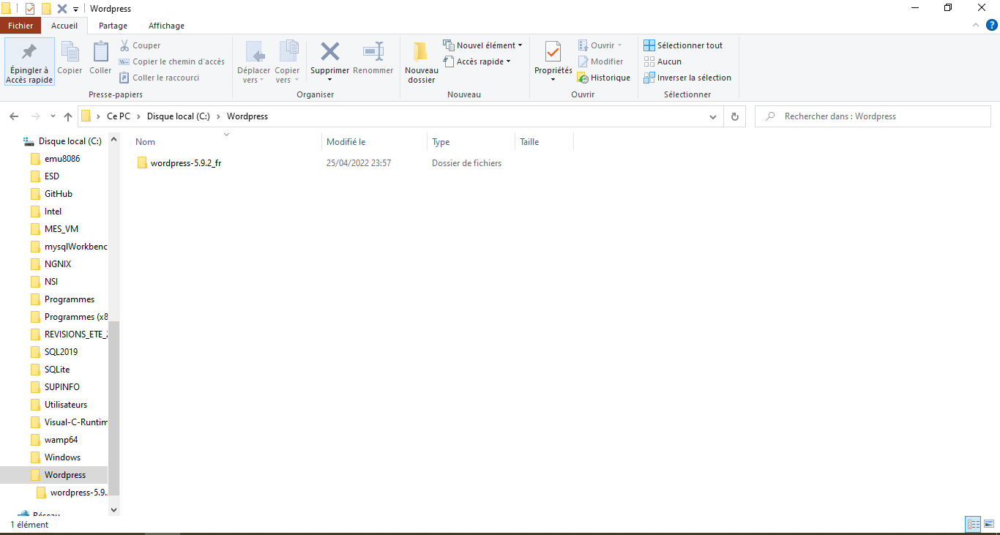 Wordpress
Fichier Accueil Partage Affichage
Épingler à Accès rapide
Copier
Coller
Couper
Copier le chemin d'accès
Coller le raccourci
Presse-papiers
Déplacer vers
Copier vers
Supprimer
Renommer
Organiser
Nouveau dossier
Nouvel élément
Accès rapide
Nouveau
Propriétés
Ouvrir
Modifier
Historique
Ouvrir
Sélectionner tout
Aucun
Inverser la sélection
Sélectionner
Ce PC > Disque local (C:) > Wordpress
Rechercher dans : Wordpress
Disque local (C:)
emu8086
ESD
GitHub
Intel
MES_VM
mysqlWorkbenc
NGNIX
NSI
Programmes
Programmes (x8
REVISIONS_ETE_
SQL2019
SQLite
SUPINFO
Utilisateurs
Visual-C-Runtim
wamp64
Windows
Wordpress
wordpress-5.9.
Réseau
Nom Modifié le Type Taille
wordpress-5.9.2_fr 25/04/2022 23:57 Dossier de fichiers
1 élément